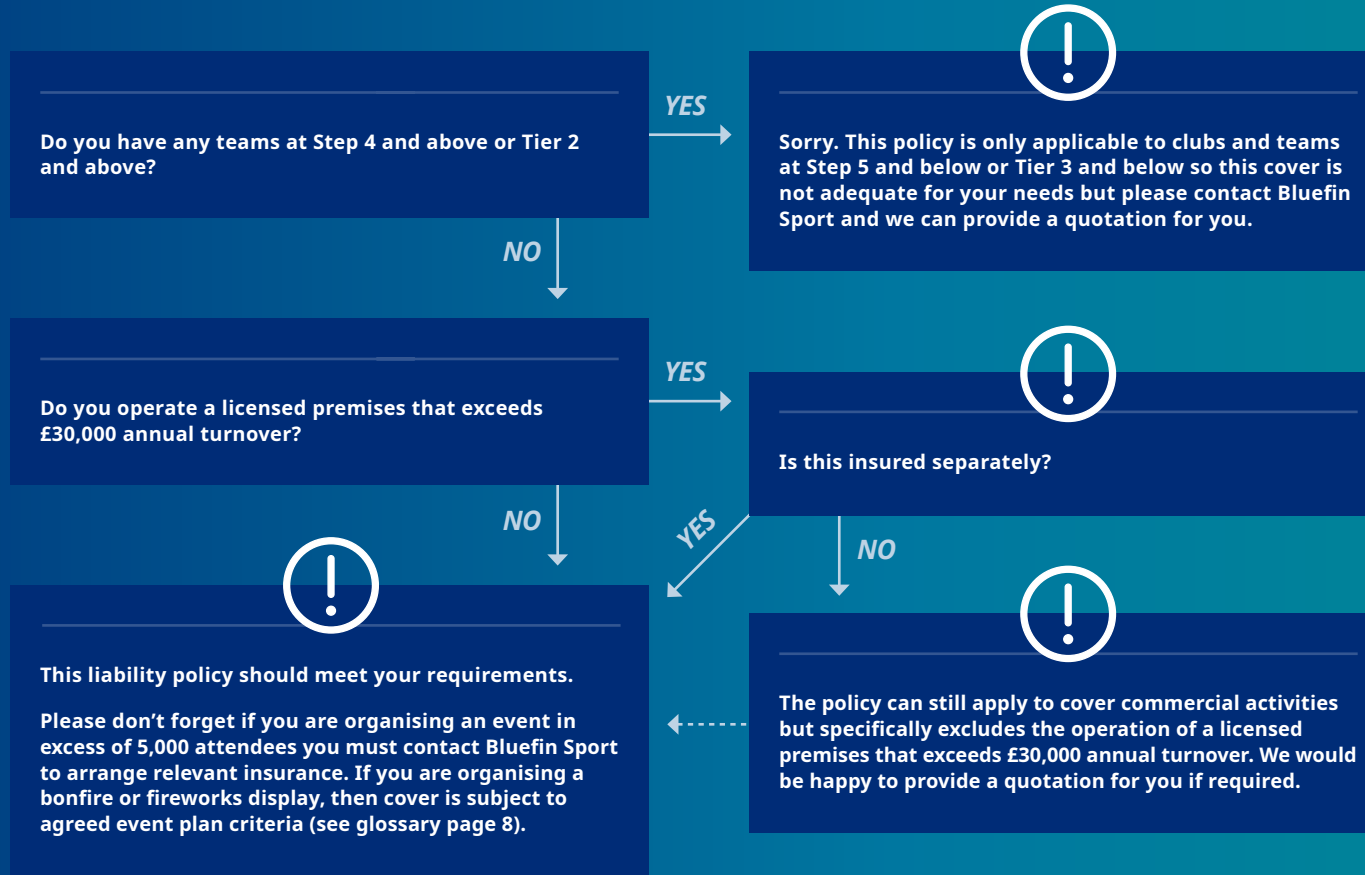 Do you have any teams at Step 4 and above or Tier 2
and above?
YES
Sorry. This policy is only applicable to clubs and teams
at Step 5 and below or Tier 3 and below so this cover is
not adequate for your needs but please contact Bluefin
Sport and we can provide a quotation for you.
NO
Do you operate a licensed premises that exceeds
£30,000 annual turnover?
YES
Is this insured separately?
NO
YES
NO
This liability policy should meet your requirements.
Please don’t forget if you are organising an event in
excess of 5,000 attendees you must contact Bluefin Sport
to arrange relevant insurance. If you are organising a
bonfire or fireworks display, then cover is subject to
agreed event plan criteria (see glossary page 8).
The policy can still apply to cover commercial activities
but specifically excludes the operation of a licensed
premises that exceeds £30,000 annual turnover. We would
be happy to provide a quotation for you if required.